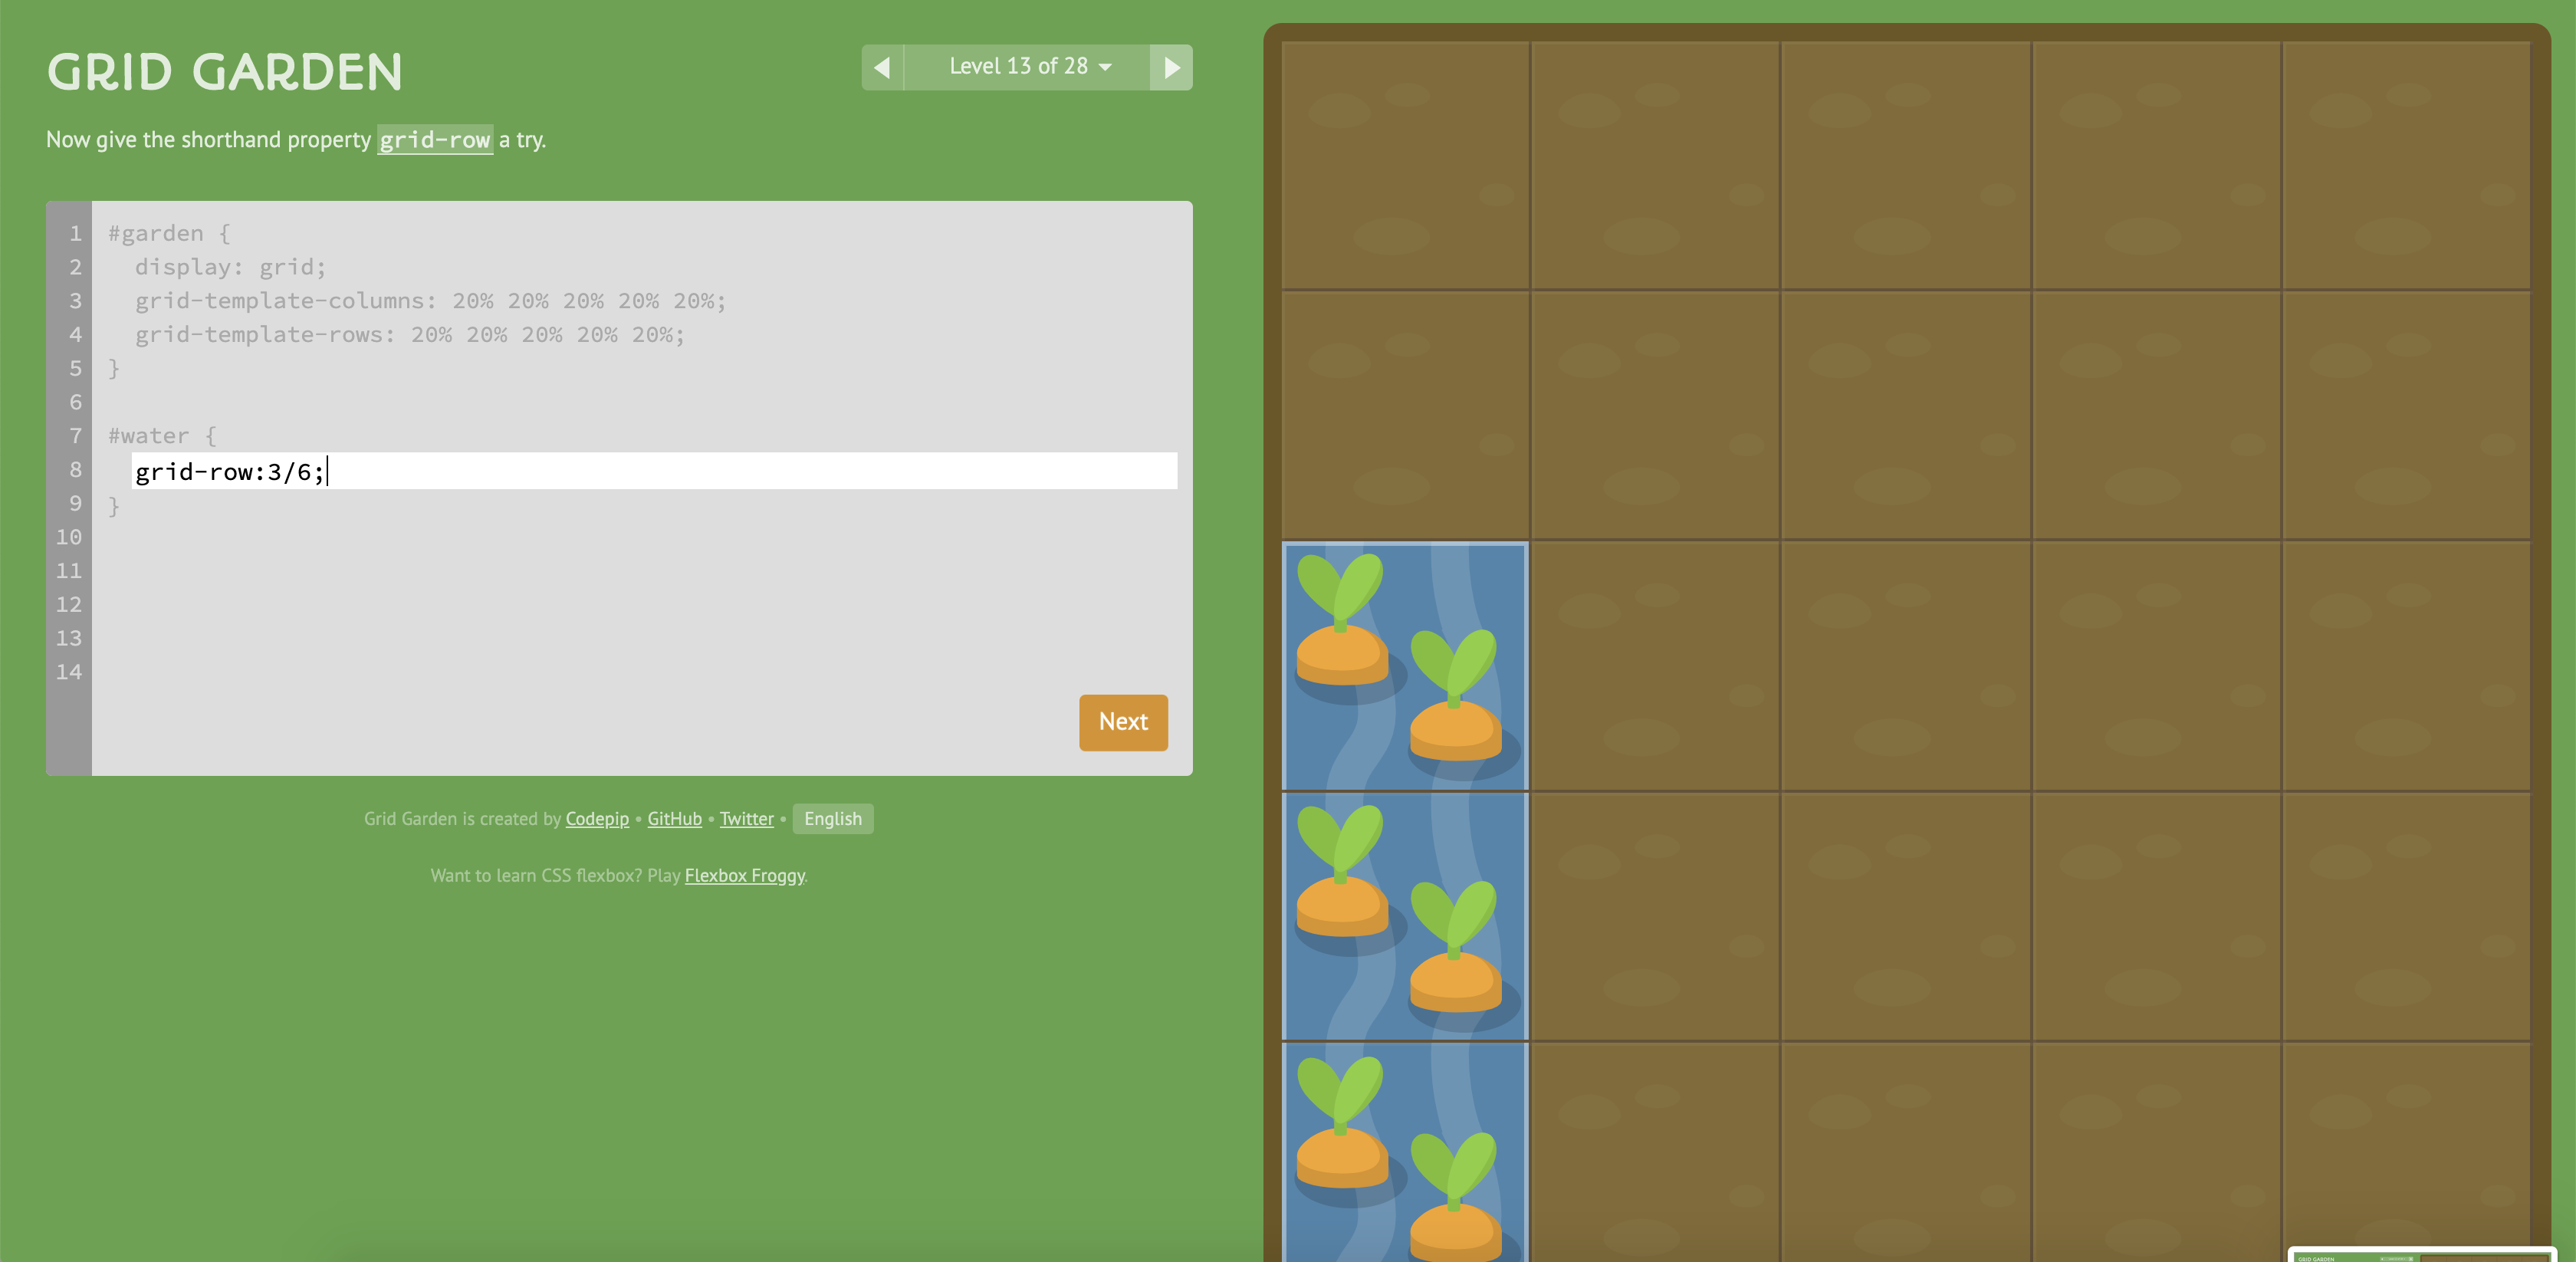 GRID GARDEN
Level 13 of 28
Now give the shorthand property grid-row a try.
1 #garden {
2 display: grid;
3 grid-template-columns: 20% 20% 20% 20% 20%;
4 grid-template-rows: 20% 20% 20% 20% 20%;
5 }
6
7 #water {
8 grid-row:3/6;
9 }
10
11
12
13
14
Next
Grid Garden is created by Codepip • GitHub • Twitter • English
Want to learn CSS flexbox? Play Flexbox Froggy.
GRID GARDEN